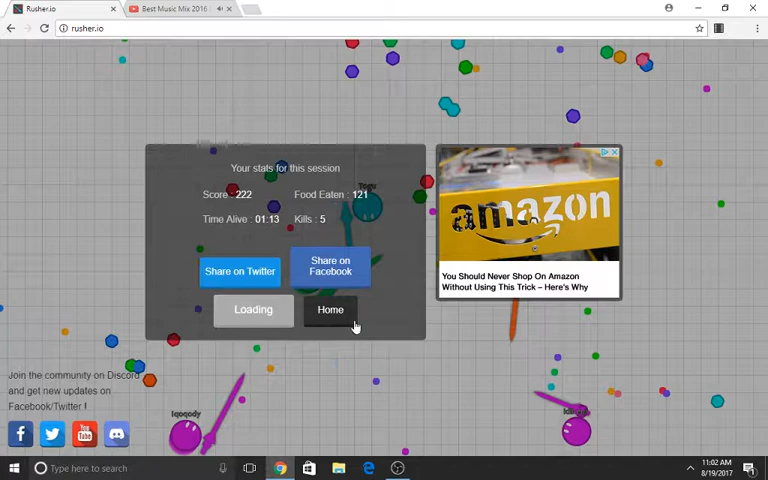 Rusher.io
Best Music Mix 2016
rusher.io
Your stats for this session
Score : 222
Food Eaten : 121
Time Alive : 01:13
Kills : 5
Share on Twitter
Share on
Facebook
Loading
Home
amazon
You Should Never Shop On Amazon
Without Using This Trick – Here's Why
Join the community on Discord
and get new updates on
Facebook/Twitter !
You
Tube
Iqoqody
Type here to search
11:02 AM
8/19/2017